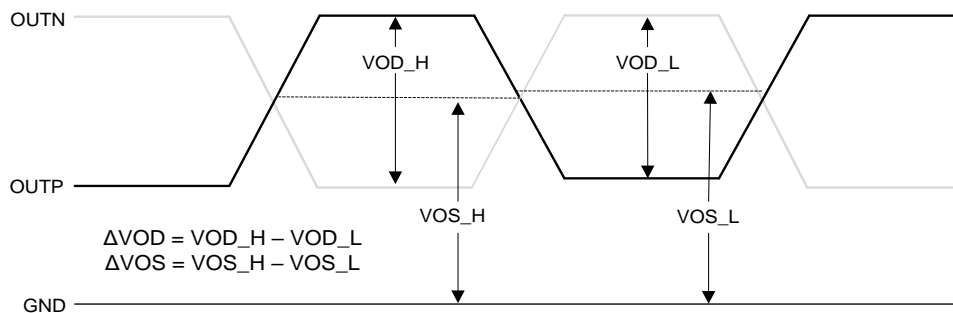 OUTN
VOD_H
VOD_L
OUTP
VOS_H
VOS_L
ΔVOD = VOD_H – VOD_L
ΔVOS = VOS_H – VOS_L
GND